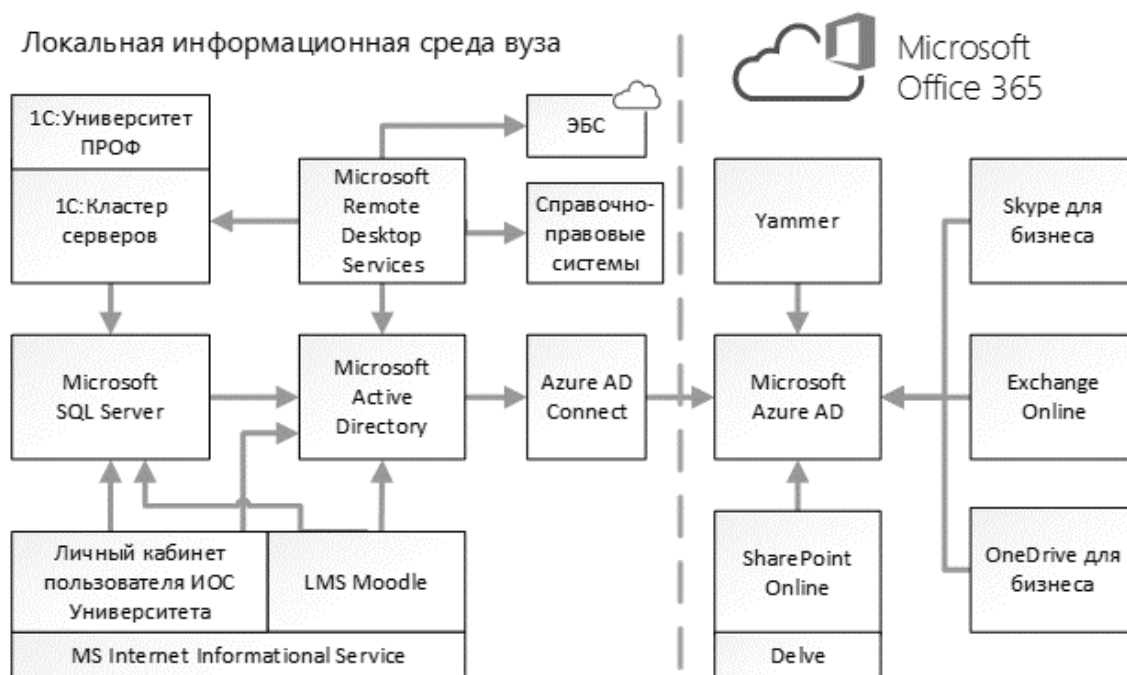 Локальная информационная среда вуза
Microsoft
Office 365
1С:Университет
ПРОФ
1С:Кластер
серверов
Microsoft
Remote
Desktop
Services
ЭБС
Справочно-
правовые
системы
Yammer
Skype для
бизнеса
Microsoft
SQL Server
Microsoft
Active
Directory
Azure AD
Connect
Microsoft
Azure AD
Exchange
Online
Личный кабинет
пользователя ИОС
Университета
LMS Moodle
MS Internet Informational Service
SharePoint
Online
Delve
OneDrive для
бизнеса